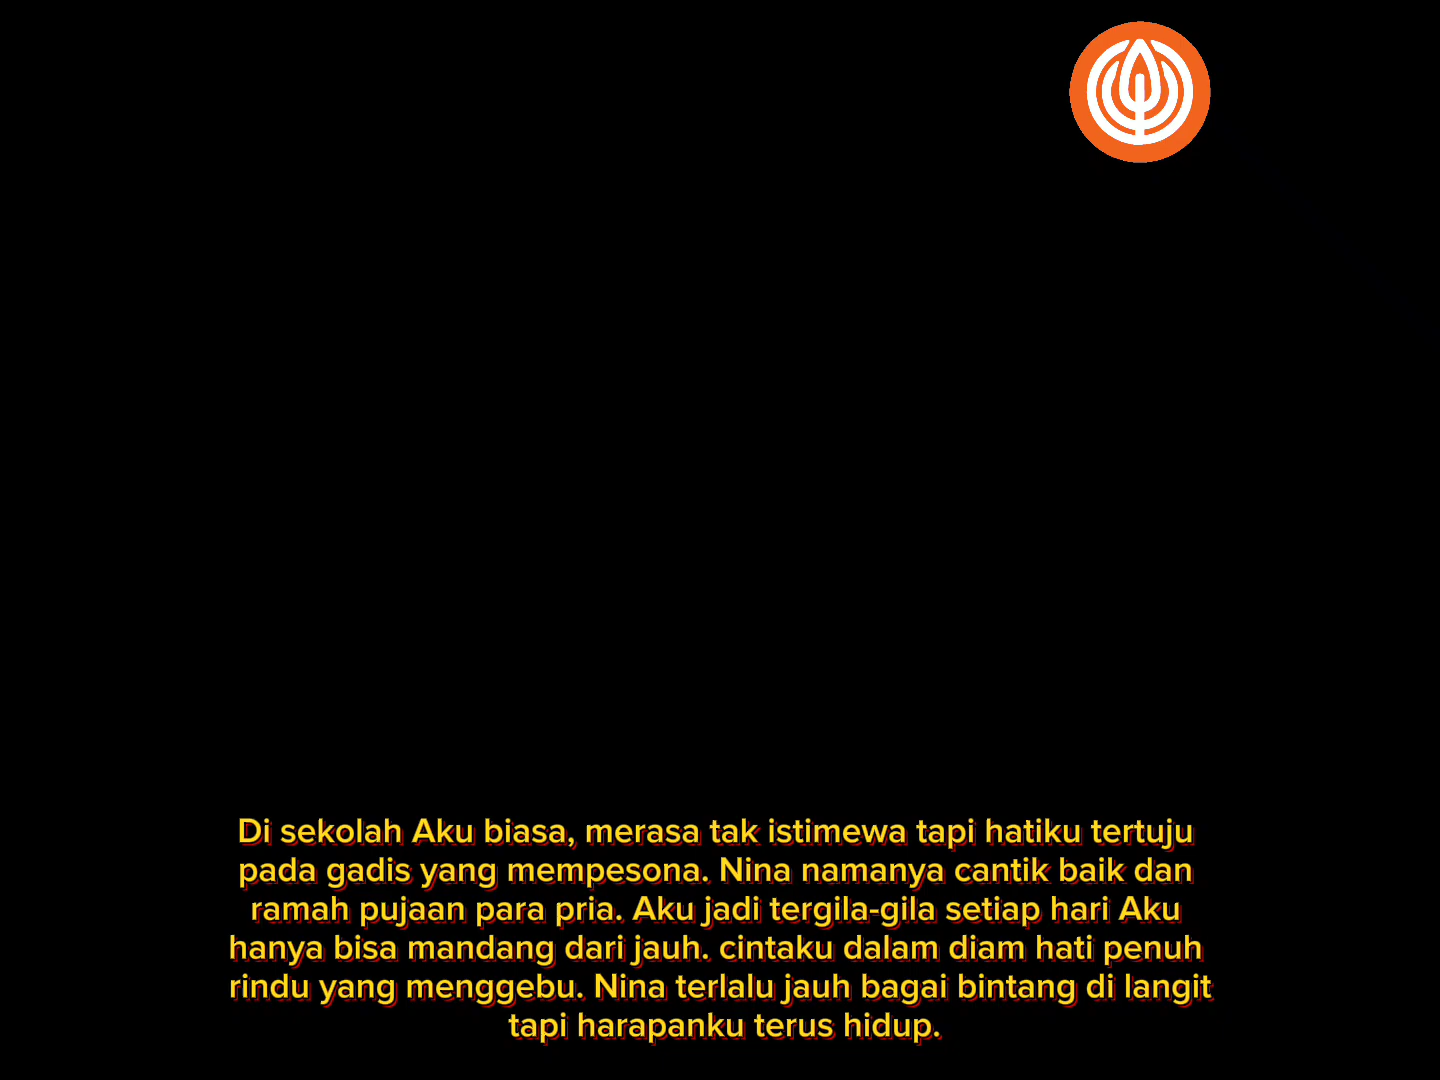 Di sekolah Aku biasa, merasa tak istimewa tapi hatiku tertuju
pada gadis yang mempesona. Nina namanya cantik baik dan
ramah pujaan para pria. Aku jadi tergila-gila setiap hari Aku
hanya bisa mandang dari jauh. cintaku dalam diam hati penuh
rindu yang menggebu. Nina terlalu jauh bagai bintang di langit
tapi harapanku terus hidup.